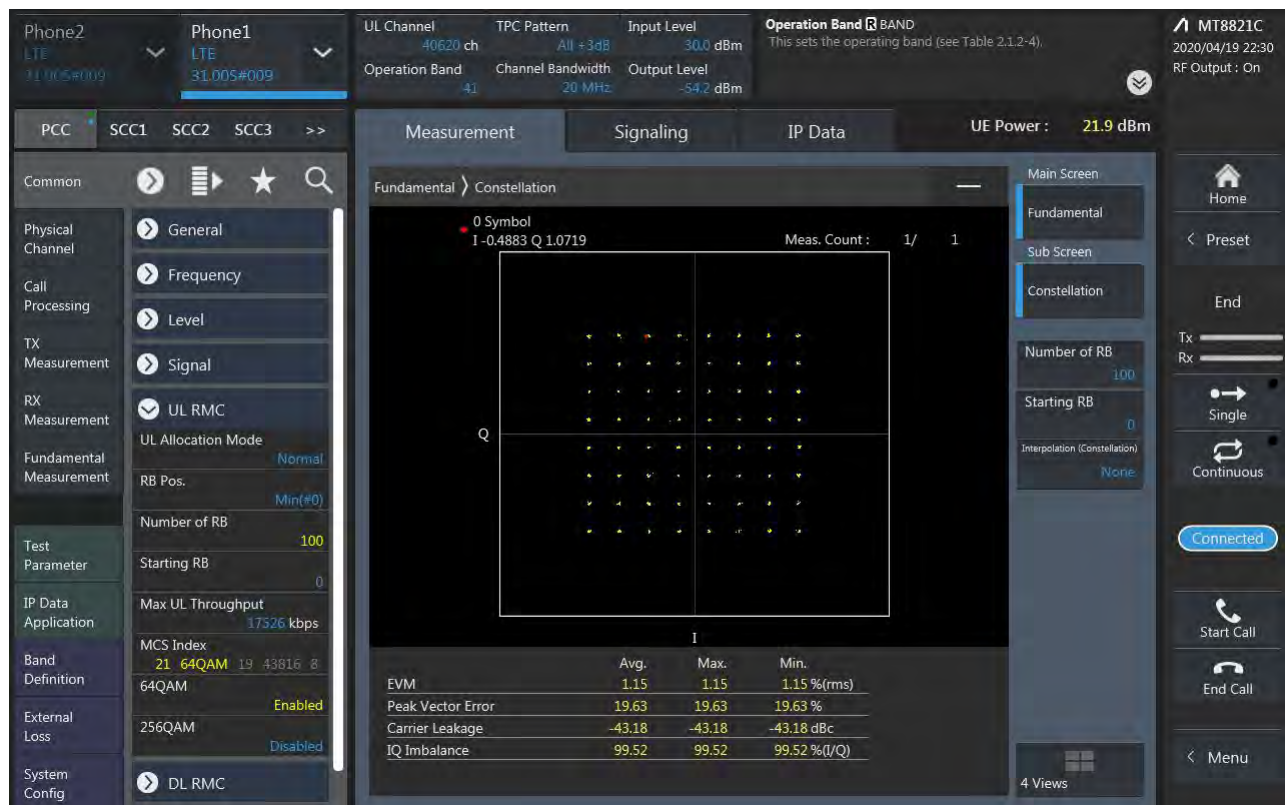 Phone2
LTE
31.00S#009
Phone1
LTE
31.00S#009
UL Channel
40620 ch
Operation Band
41
TPC Pattern
All +3dB
Channel Bandwidth
20 MHz
Input Level
30.0 dBm
Output Level
-54.2 dBm
Operation Band R BAND
This sets the operating band (see Table 2.1.2-4).
MT8821C
2020/04/19 22:30
RF Output : On
PCC SCC1 SCC2 SCC3 >>
Measurement Signaling IP Data
UE Power : 21.9 dBm
Common
Physical
Channel
Call
Processing
TX
Measurement
RX
Measurement
Fundamental
Measurement
Test
Parameter
IP Data
Application
Band
Definition
External
Loss
System
Config
General
Frequency
Level
Signal
UL RMC
UL Allocation Mode
Normal
RB Pos.
Min(#0)
Number of RB
100
Starting RB
0
Max UL Throughput
17526 kbps
MCS Index
21 64QAM 19 43816 8
64QAM
Enabled
256QAM
Disabled
DL RMC
Fundamental 〉 Constellation
0 Symbol
I -0.4883 Q 1.0719
Meas. Count : 1/ 1
Q
I
Avg. Max. Min.
EVM 1.15 1.15 1.15 %(rms)
Peak Vector Error 19.63 19.63 19.63 %
Carrier Leakage -43.18 -43.18 -43.18 dBc
IQ Imbalance 99.52 99.52 99.52 %(I/Q)
Main Screen
Fundamental
Sub Screen
Constellation
Number of RB
100
Starting RB
0
Interpolation (Constellation)
None
4 Views
Home
< Preset
End
Tx
Rx
Single
Continuous
Connected
Start Call
End Call
< Menu